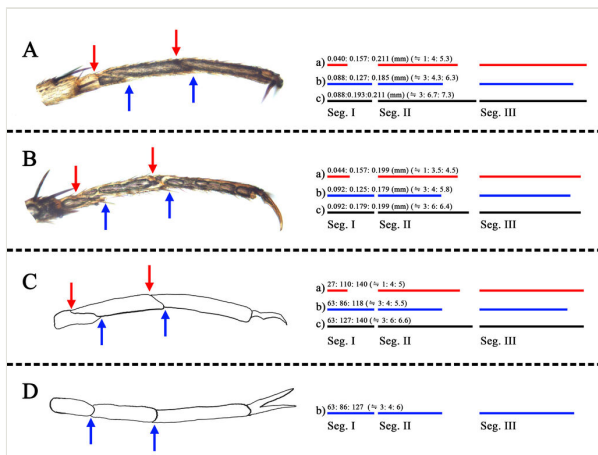 A
a) 0.040: 0.157: 0.211 (mm) (≒ 1: 4: 5.3)
b) 0.088: 0.127: 0.185 (mm) (≒ 3: 4.3: 6.3)
c) 0.088:0.193:0.211 (mm) (≒ 3: 6.7: 7.3)
Seg. I Seg. II Seg. III
B
a) 0.044: 0.157: 0.199 (mm) (≒ 1: 3.5: 4.5)
b) 0.092: 0.125: 0.179 (mm) (≒ 3: 4: 5.8)
c) 0.092: 0.179: 0.199 (mm) (≒ 3: 6: 6.4)
Seg. I Seg. II Seg. III
C
a) 27: 110: 140 (≒ 1: 4: 5)
b) 63: 86: 118 (≒ 3: 4: 5.5)
c) 63: 127: 140 (≒ 3: 6: 6.6)
Seg. I Seg. II Seg. III
D
b) 63: 86: 127 (≒ 3: 4: 6)
Seg. I Seg. II Seg. III